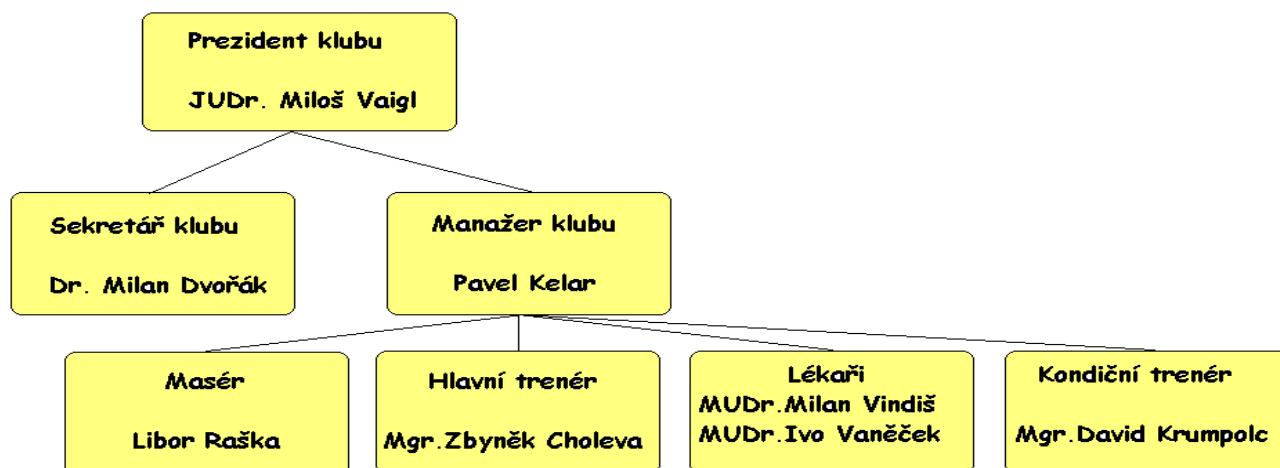 Prezident klubu
JUDr. Miloš Vaigl
Sekretář klubu
Dr. Milan Dvořák
Manažer klubu
Pavel Kelar
Masér
Libor Raška
Hlavní trenér
Mgr.Zbyněk Choleva
Lékaři
MUDr.Milan Vindiš
MUDr.Ivo Vaněček
Kondiční trenér
Mgr.David Krumpolc